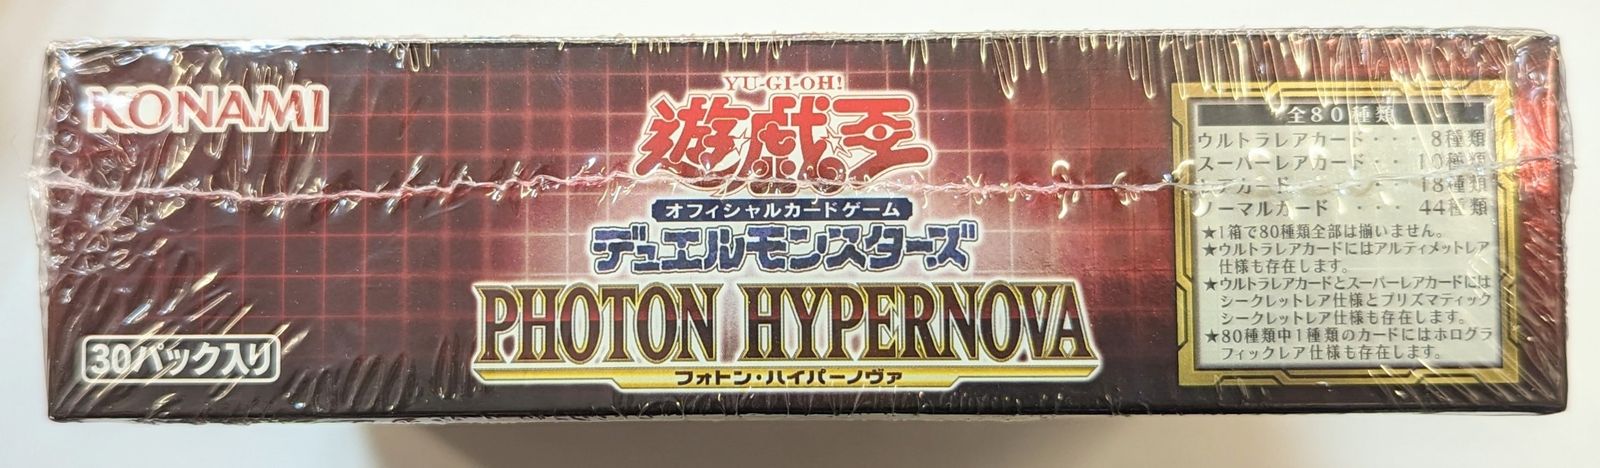 KONAMI
YU-GI-OH!
遊戯王
オフィシャルカードゲーム
デュエルモンスターズ
PHOTON HYPERNOVA
フォトン・ハイパーノヴァ
30パック入り
全80種類
ウルトラレアカード・・・ 8種類
スーパーレアカード・・ 10種類
レアカード・・・・・ 18種類
ノーマルカード・・・・ 44種類
★1箱で80種類全部は揃いません。
★ウルトラレアカードにはアルティメットレア
仕様も存在します。
★ウルトラレアカードとスーパーレアカードには
シークレットレア仕様とプリズマティック
シークレットレア仕様も存在します。
★80種類中1種類のカードにはホログラ
フィックレア仕様も存在します。